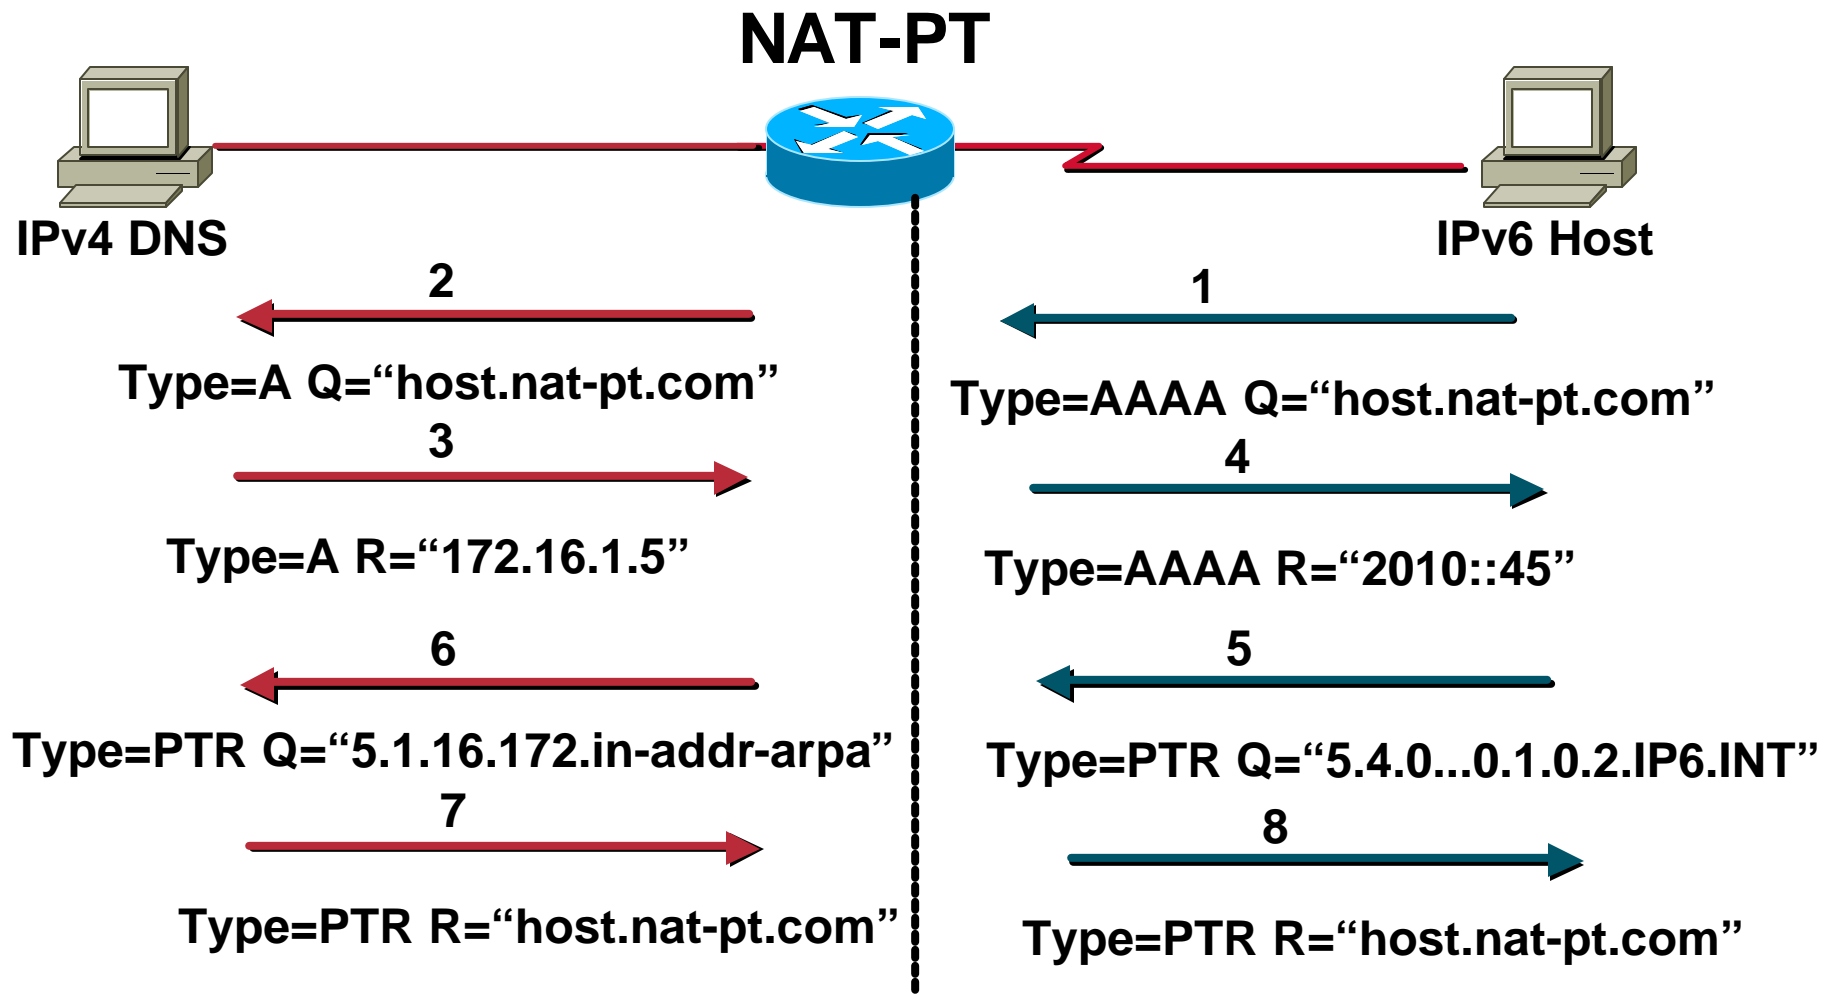 NAT-PT
IPv4 DNS
IPv6 Host
2
1
Type=A Q=“host.nat-pt.com”
Type=AAAA Q=“host.nat-pt.com”
3
4
Type=A R=“172.16.1.5”
Type=AAAA R=“2010::45”
6
5
Type=PTR Q=“5.1.16.172.in-addr-arpa”
Type=PTR Q=“5.4.0...0.1.0.2.IP6.INT”
7
8
Type=PTR R=“host.nat-pt.com”
Type=PTR R=“host.nat-pt.com”